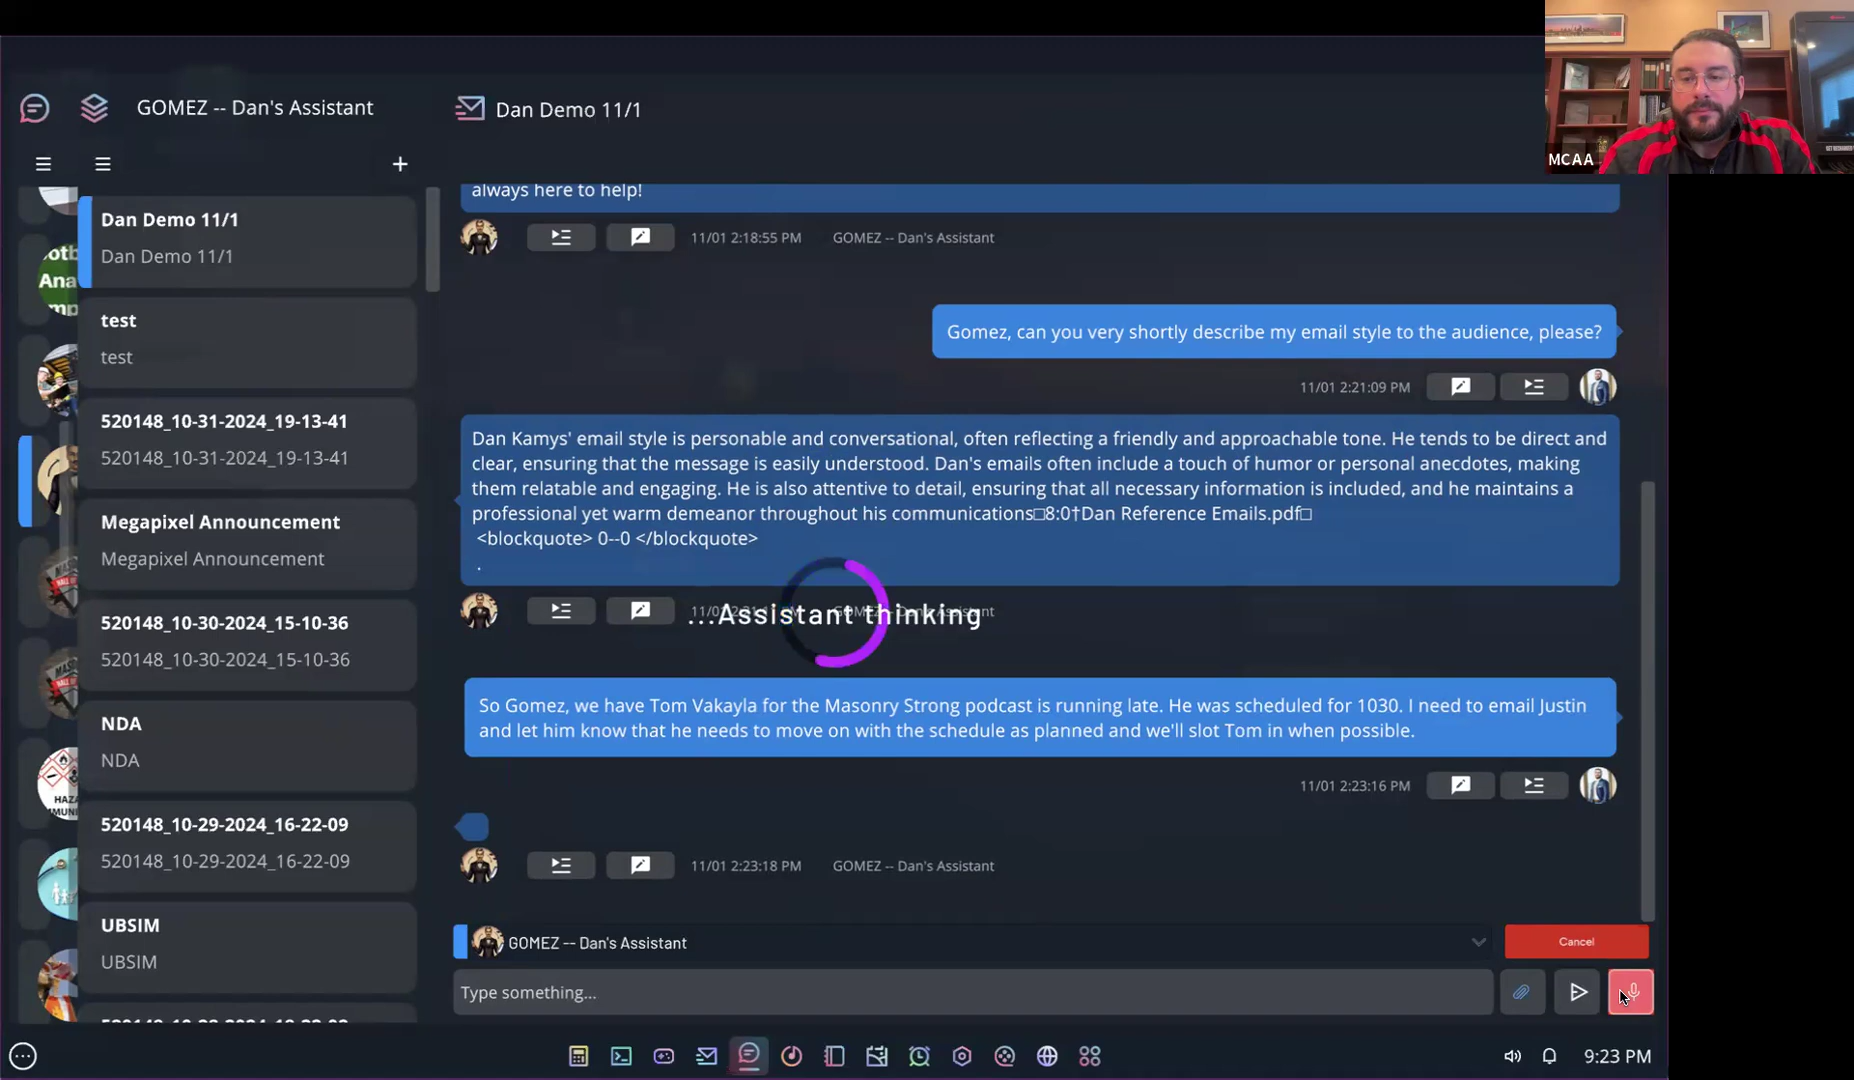 MCAA
GOMEZ -- Dan's Assistant
Dan Demo 11/1
Dan Demo 11/1
Dan Demo 11/1
test
test
520148_10-31-2024_19-13-41
520148_10-31-2024_19-13-41
Megapixel Announcement
Megapixel Announcement
520148_10-30-2024_15-10-36
520148_10-30-2024_15-10-36
NDA
NDA
520148_10-29-2024_16-22-09
520148_10-29-2024_16-22-09
UBSIM
UBSIM
always here to help!
11/01 2:18:55 PM GOMEZ -- Dan's Assistant
Gomez, can you very shortly describe my email style to the audience, please?
11/01 2:21:09 PM
Dan Kamys' email style is personable and conversational, often reflecting a friendly and approachable tone. He tends to be direct and
clear, ensuring that the message is easily understood. Dan's emails often include a touch of humor or personal anecdotes, making
them relatable and engaging. He is also attentive to detail, ensuring that all necessary information is included, and he maintains a
professional yet warm demeanor throughout his communications□8:0†Dan Reference Emails.pdf□
<blockquote> 0--0 </blockquote>
.
...Assistant thinking
So Gomez, we have Tom Vakayla for the Masonry Strong podcast is running late. He was scheduled for 1030. I need to email Justin
and let him know that he needs to move on with the schedule as planned and we'll slot Tom in when possible.
11/01 2:23:16 PM
11/01 2:23:18 PM GOMEZ -- Dan's Assistant
GOMEZ -- Dan's Assistant
Cancel
Type something...
9:23 PM